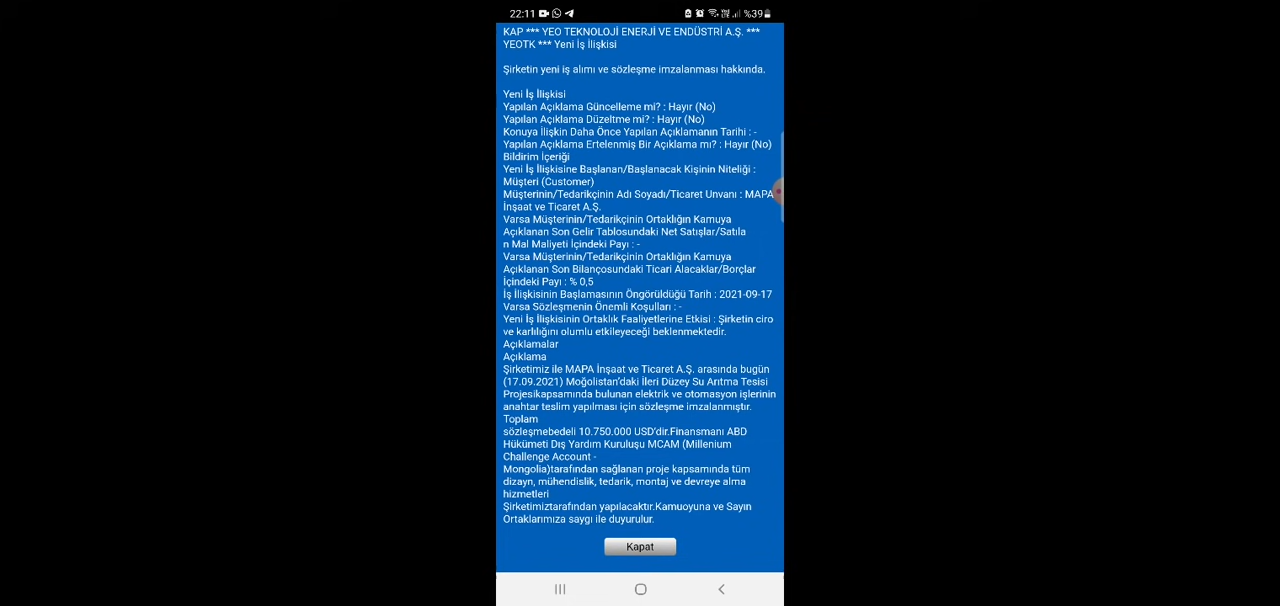 22:11 %39
KAP *** YEO TEKNOLOJİ ENERJİ VE ENDÜSTRİ A.Ş. ***
YEOTK *** Yeni İş İlişkisi
Şirketin yeni iş alımı ve sözleşme imzalanması hakkında.
Yeni İş İlişkisi
Yapılan Açıklama Güncelleme mi? : Hayır (No)
Yapılan Açıklama Düzeltme mi? : Hayır (No)
Konuya İlişkin Daha Önce Yapılan Açıklamanın Tarihi : -
Yapılan Açıklama Ertelenmiş Bir Açıklama mı? : Hayır (No)
Bildirim İçeriği
Yeni İş İlişkisine Başlanan/Başlanacak Kişinin Niteliği :
Müşteri (Customer)
Müşterinin/Tedarikçinin Adı Soyadı/Ticaret Unvanı : MAPA
İnşaat ve Ticaret A.Ş.
Varsa Müşterinin/Tedarikçinin Ortaklığın Kamuya
Açıklanan Son Gelir Tablosundaki Net Satışlar/Satıla
n Mal Maliyeti İçindeki Payı : -
Varsa Müşterinin/Tedarikçinin Ortaklığın Kamuya
Açıklanan Son Bilançosundaki Ticari Alacaklar/Borçlar
İçindeki Payı : % 0,5
İş İlişkisinin Başlamasının Öngörüldüğü Tarih : 2021-09-17
Varsa Sözleşmenin Önemli Koşulları : -
Yeni İş İlişkisinin Ortaklık Faaliyetlerine Etkisi : Şirketin ciro
ve karlılığını olumlu etkileyeceği beklenmektedir.
Açıklamalar
Açıklama
Şirketimiz ile MAPA İnşaat ve Ticaret A.Ş. arasında bugün
(17.09.2021) Moğolistan'daki İleri Düzey Su Arıtma Tesisi
Projesikapsamında bulunan elektrik ve otomasyon işlerinin
anahtar teslim yapılması için sözleşme imzalanmıştır.
Toplam
sözleşmebedeli 10.750.000 USD'dir.Finansmanı ABD
Hükümeti Dış Yardım Kuruluşu MCAM (Millenium
Challenge Account -
Mongolia)tarafından sağlanan proje kapsamında tüm
dizayn, mühendislik, tedarik, montaj ve devreye alma
hizmetleri
Şirketimiztarafından yapılacaktır.Kamuoyuna ve Sayın
Ortaklarımıza saygı ile duyurulur.
Kapat